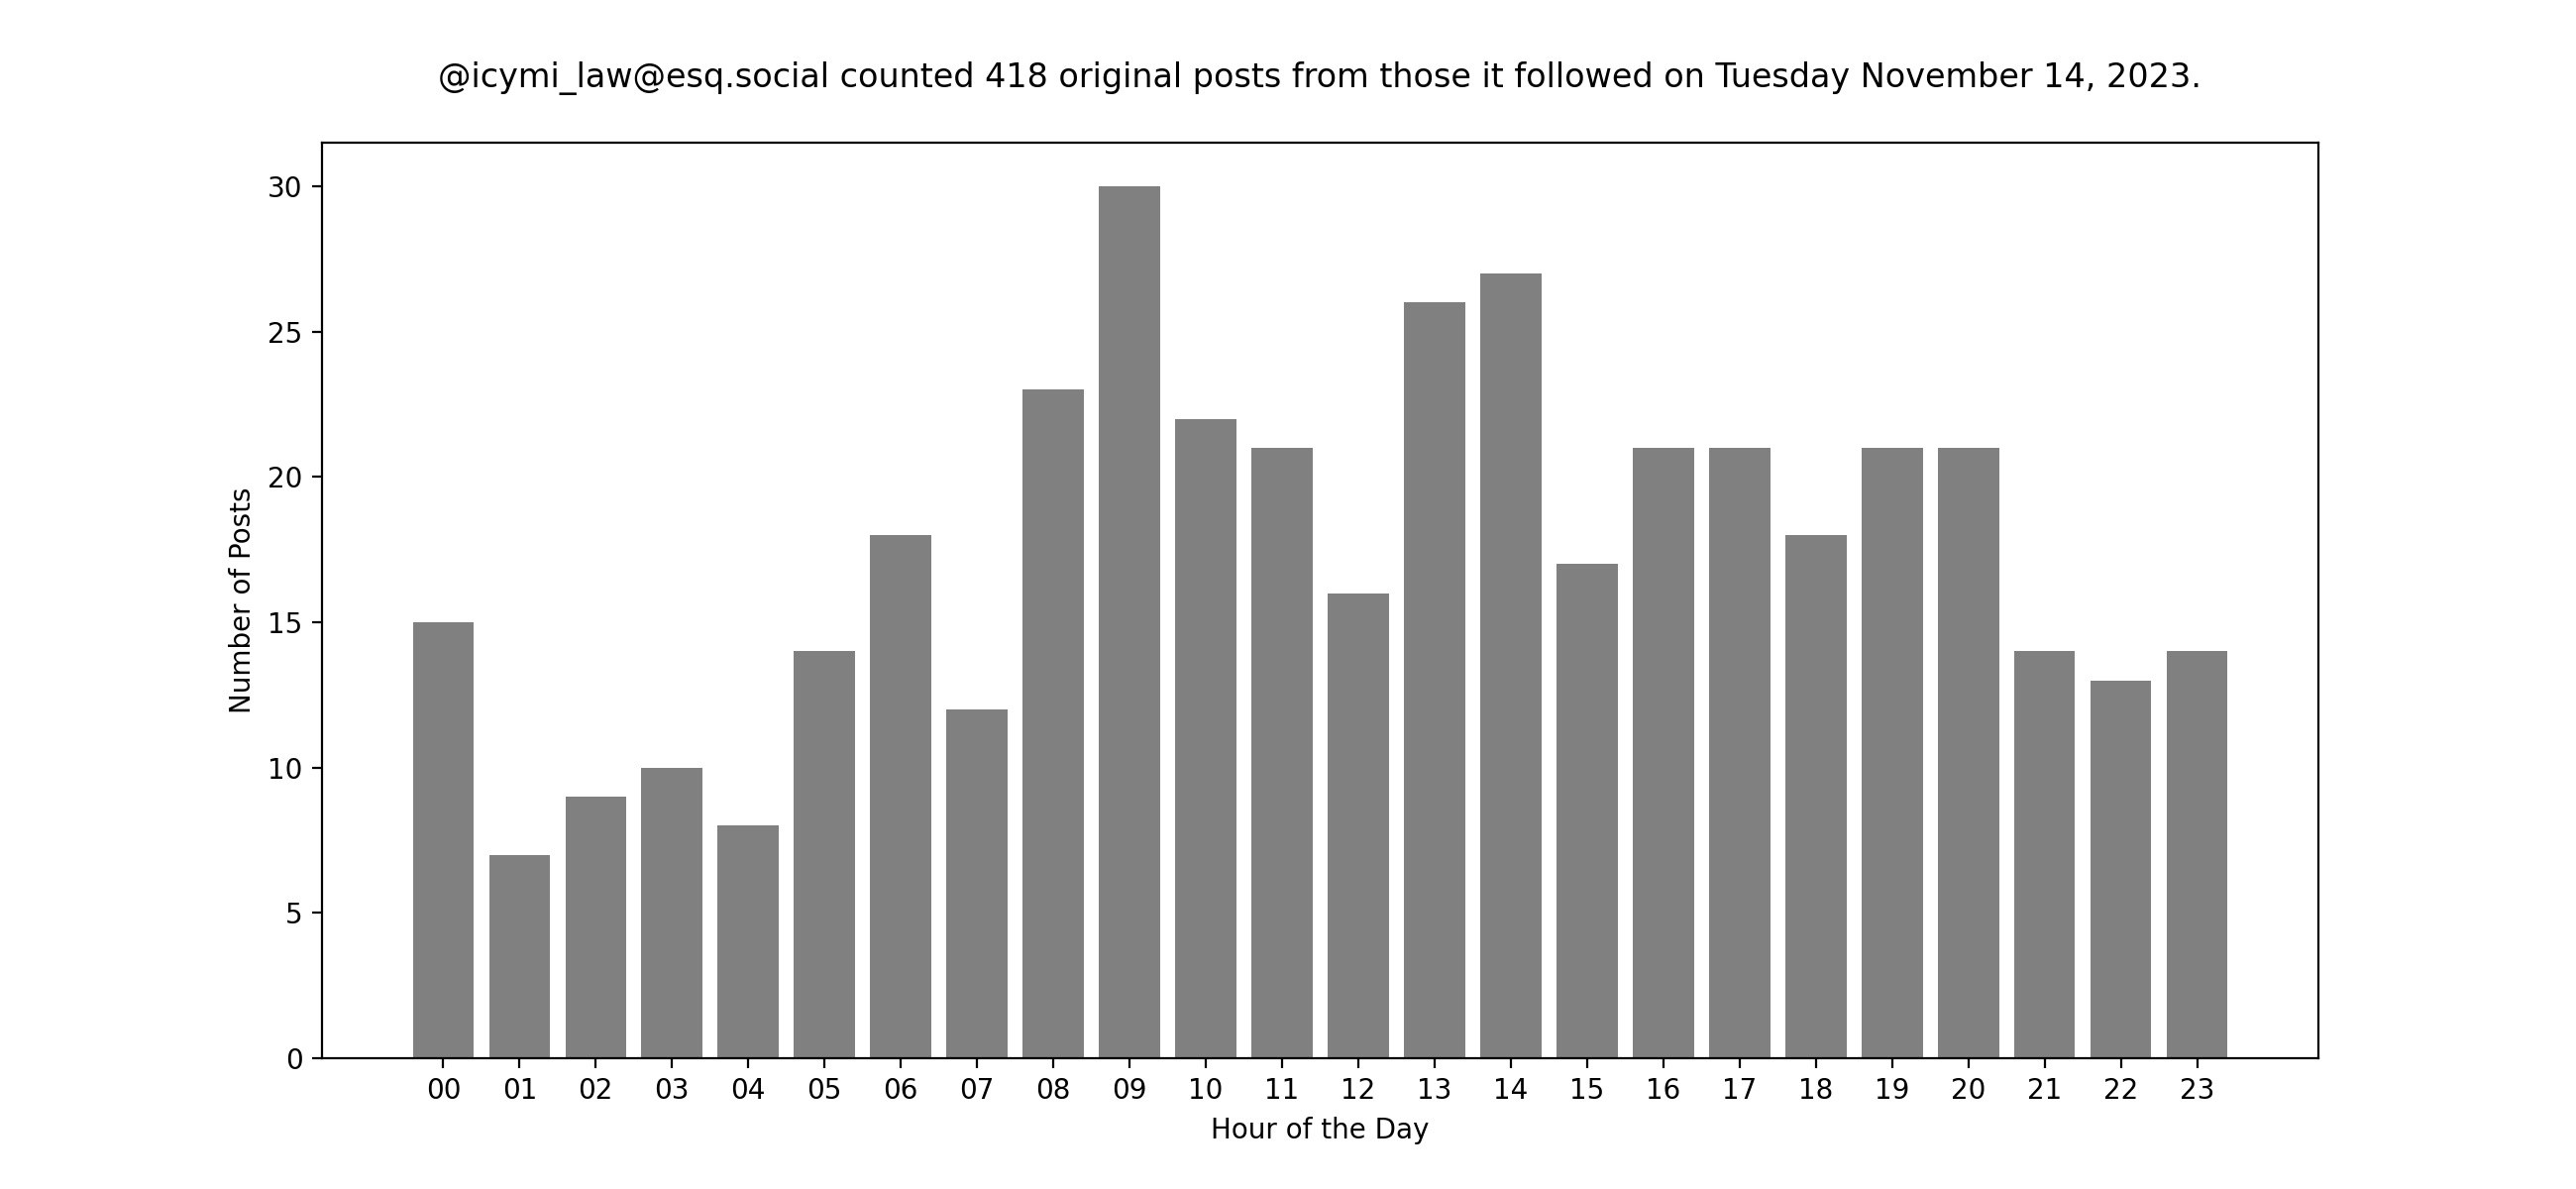 @icymi_law@esq.social counted 418 original posts from those it followed on Tuesday November 14, 2023.
30
25
20
15
10
5
0
Number of Posts
00 01 02 03 04 05 06 07 08 09 10 11 12 13 14 15 16 17 18 19 20 21 22 23
Hour of the Day